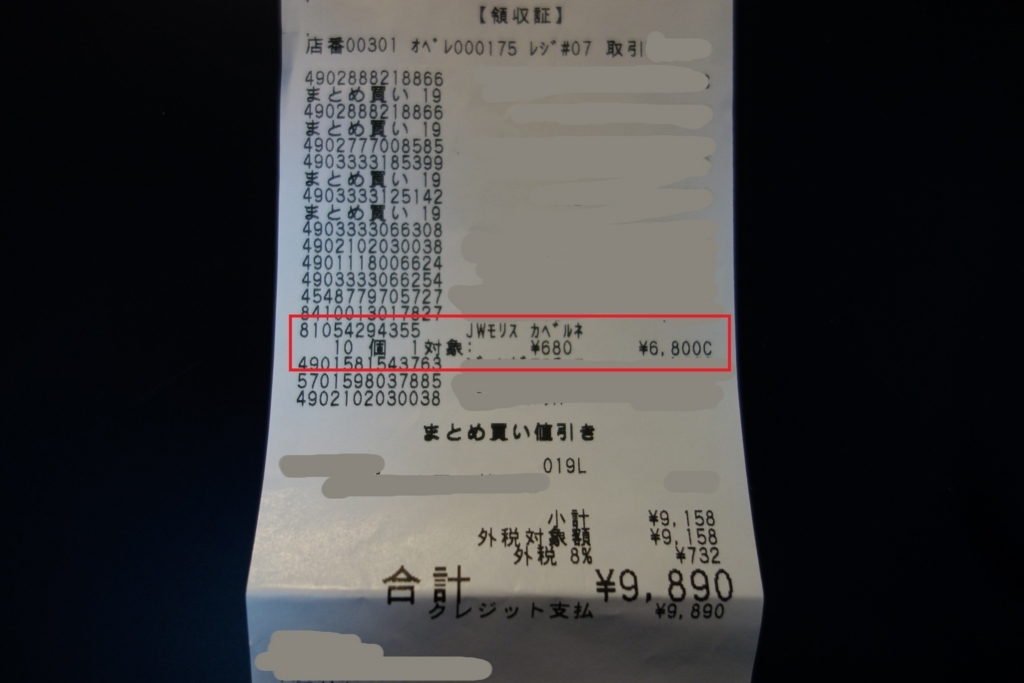 【領収証】
店番00301 オペレ000175 レジ#07 取引
4902888218866
まとめ買い 19
4902888218866
まとめ買い 19
4902777008585
4903333185399
まとめ買い 19
4903333125142
まとめ買い 19
4903333066308
4902102030038
4901118006624
4903333066254
4548779705727
8410013017827
81054294355 JWモリス カベルネ
10 個 1対象: ¥680 ¥6,800C
4901581543763
5701598037885
4902102030038
まとめ買い値引き
019L
小計 ¥9,158
外税対象額 ¥9,158
外税 8% ¥732
合計 ¥9,890
クレジット支払 ¥9,890